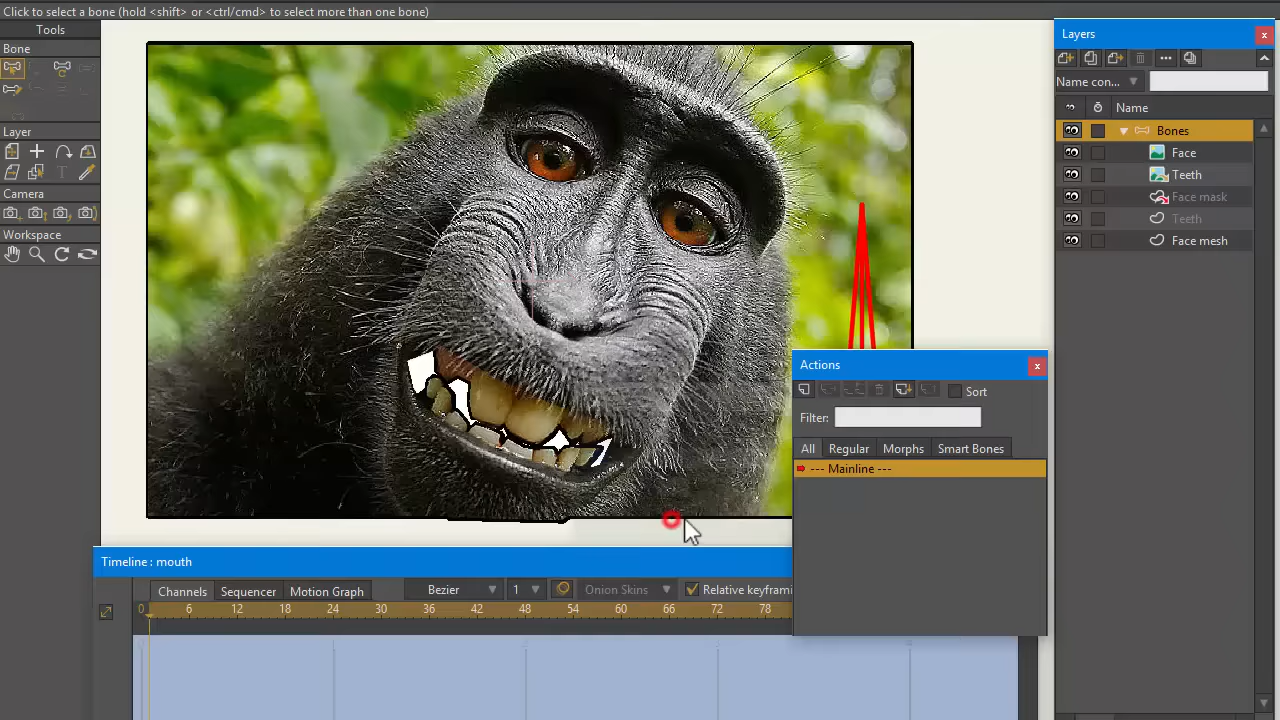 Click to select a bone (hold <shift> or <ctrl/cmd> to select more than one bone)
Tools
Bone
Layer
Camera
Workspace
Layers x
Name con...
Name
Bones
Face
Teeth
Face mask
Teeth
Face mesh
Actions x
Sort
Filter:
All Regular Morphs Smart Bones
--- Mainline ---
Timeline : mouth
Channels Sequencer Motion Graph Bezier 1 Onion Skins Relative keyframi
0 6 12 18 24 30 36 42 48 54 60 66 72 78